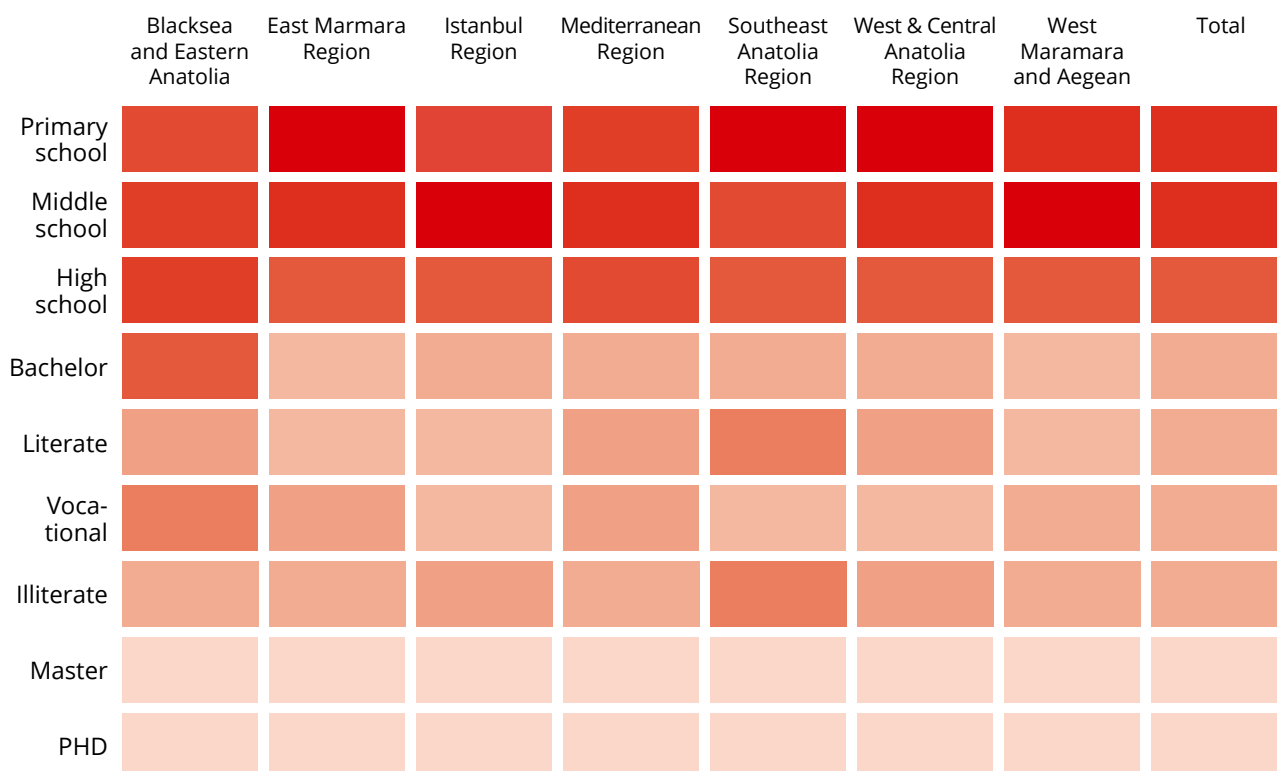 Blacksea
and Eastern
Anatolia
East Marmara
Region
Istanbul
Region
Mediterranean
Region
Southeast
Anatolia
Region
West & Central
Anatolia
Region
West
Maramara
and Aegean
Total
Primary
school
Middle
school
High
school
Bachelor
Literate
Voca-
tional
Illiterate
Master
PHD